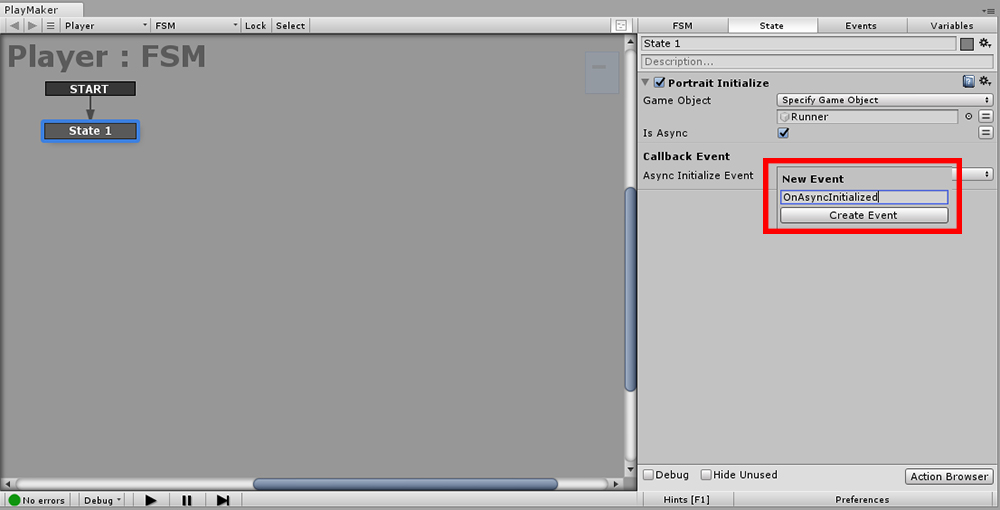 PlayMaker
Player FSM Lock Select
FSM State Events Variables
Player : FSM
START
State 1
State 1
Description...
Portrait Initialize
Game Object Specify Game Object
Runner
Is Async
Callback Event
Async Initialize Event
New Event
OnAsyncInitialized
Create Event
Debug Hide Unused Action Browser
No errors Debug Hints [F1] Preferences